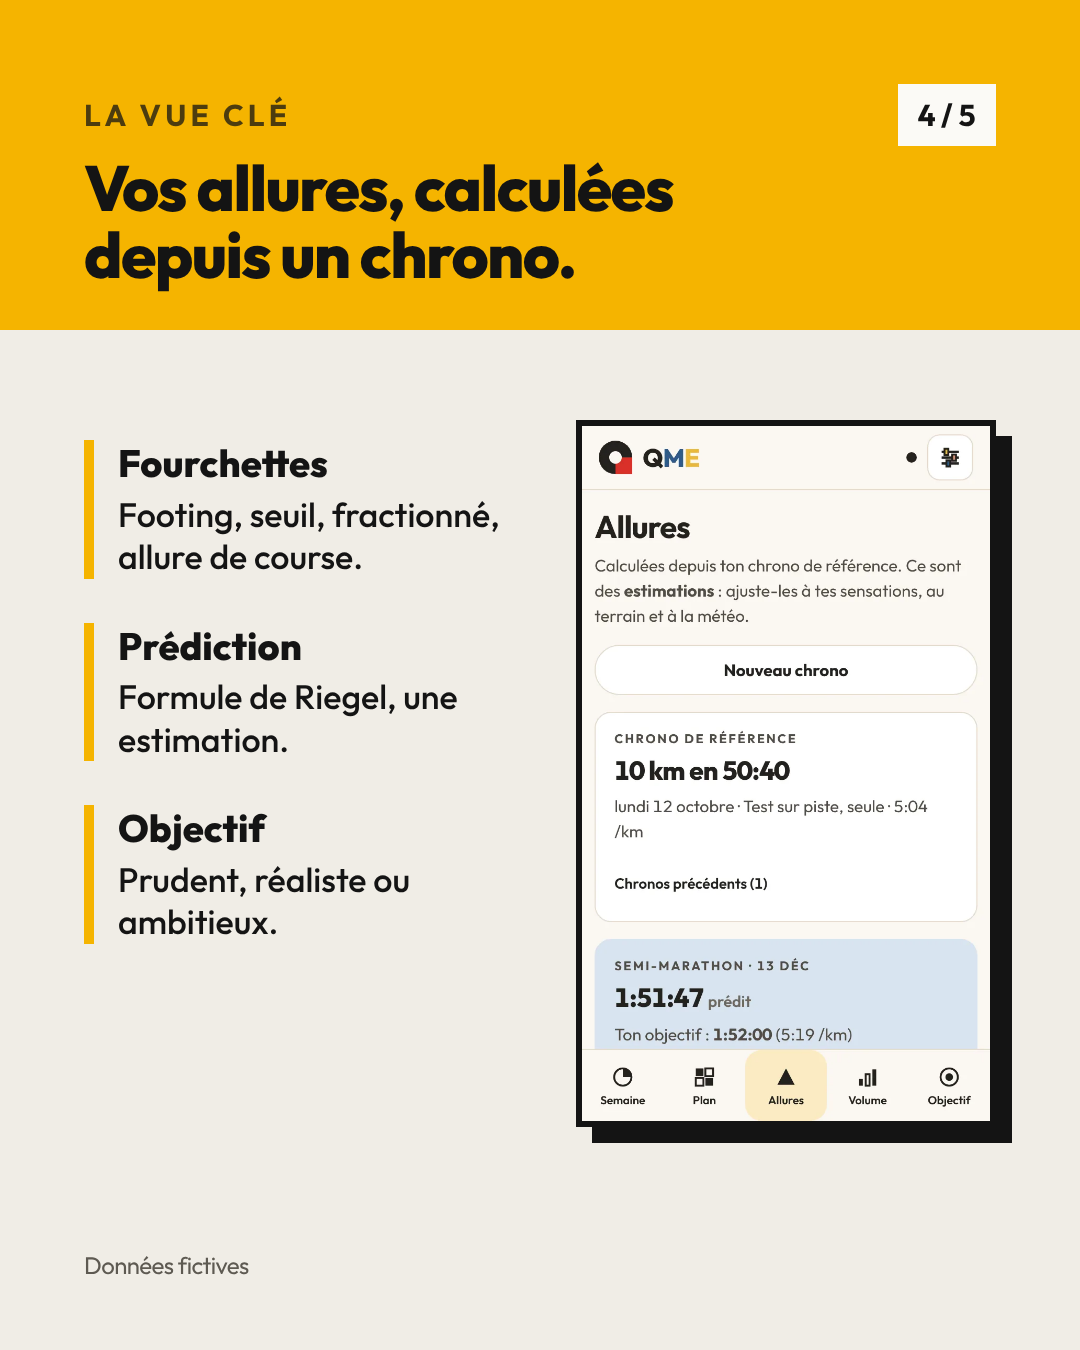 LA VUE CLÉ
4 / 5
Vos allures, calculées
depuis un chrono.
Fourchettes
Footing, seuil, fractionné,
allure de course.
Prédiction
Formule de Riegel, une
estimation.
Objectif
Prudent, réaliste ou
ambitieux.
QME
Allures
Calculées depuis ton chrono de référence. Ce sont
des estimations : ajuste-les à tes sensations, au
terrain et à la météo.
Nouveau chrono
CHRONO DE RÉFÉRENCE
10 km en 50:40
lundi 12 octobre · Test sur piste, seule · 5:04
/km
Chronos précédents (1)
SEMI-MARATHON · 13 DÉC
1:51:47 prédit
Ton objectif : 1:52:00 (5:19 /km)
Semaine Plan Allures Volume Objectif
Données fictives